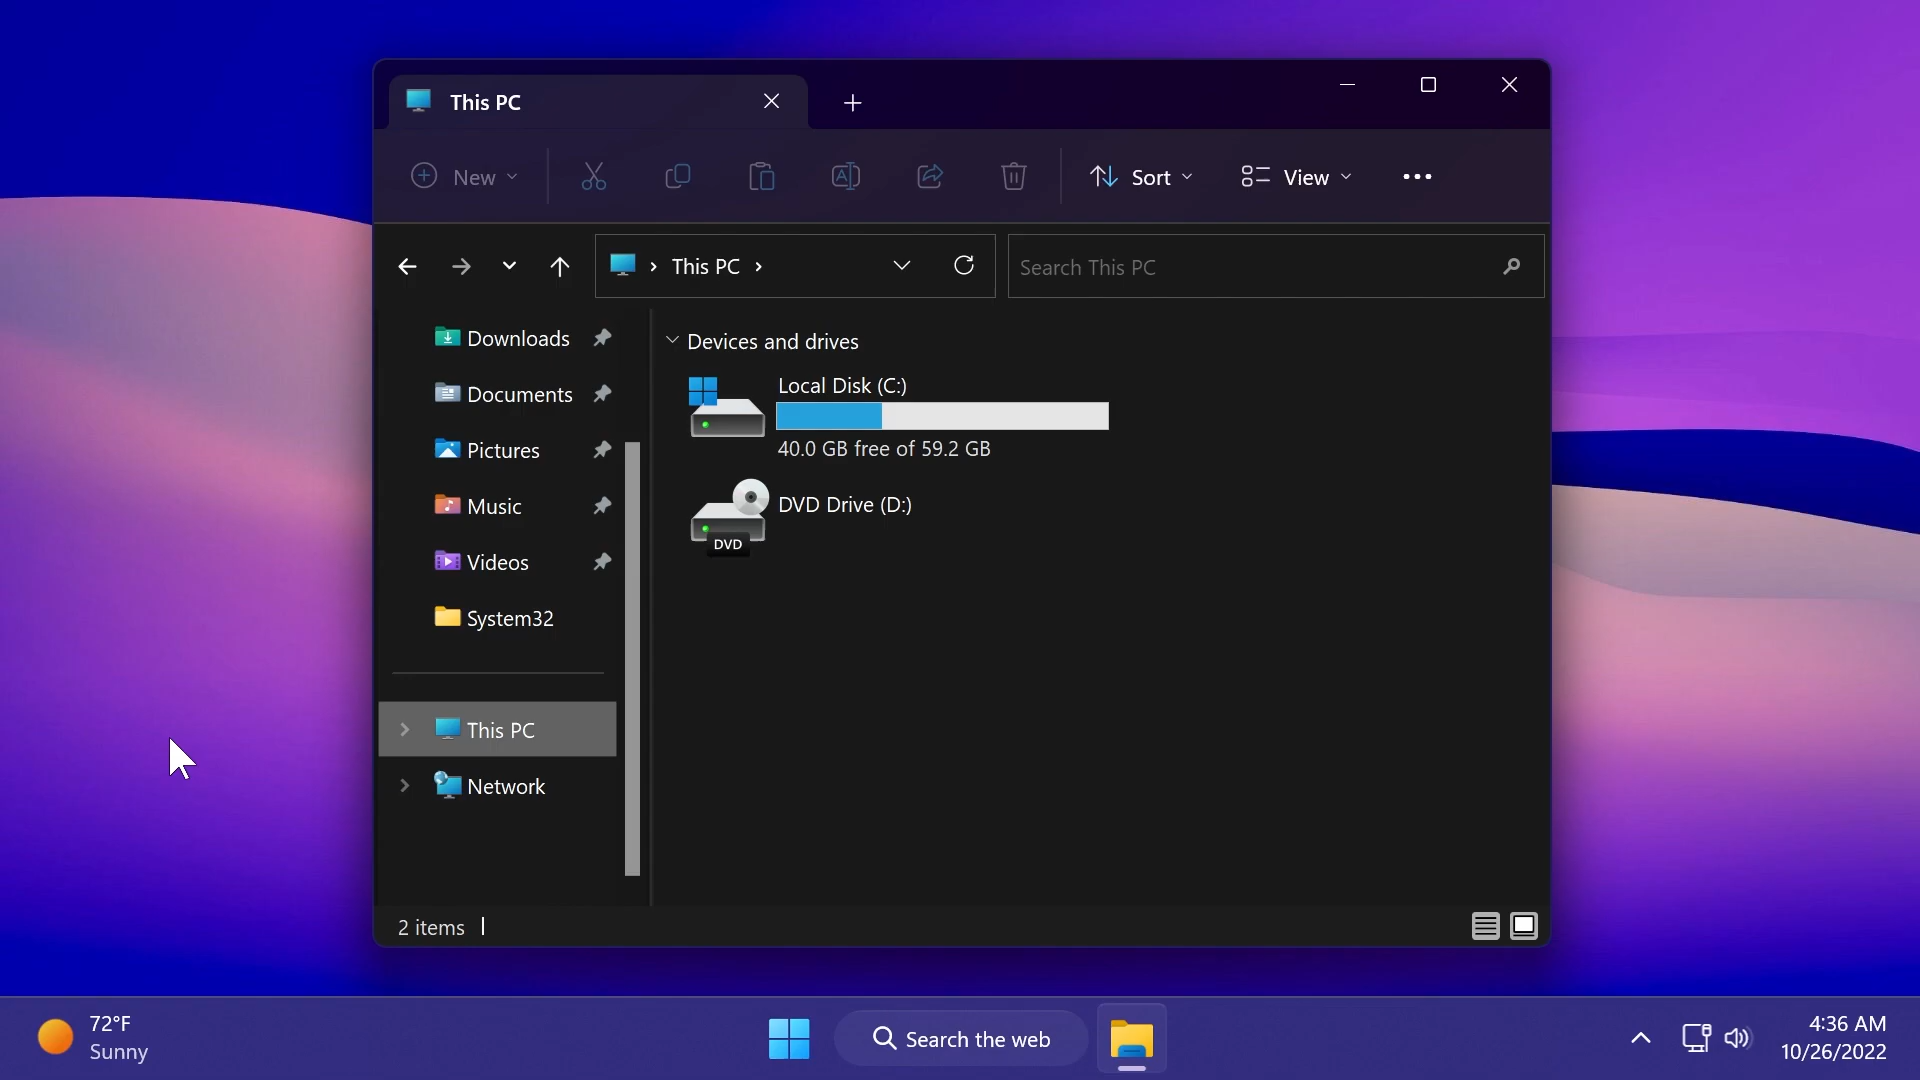 This PC
New
Sort
View
This PC
Search This PC
Downloads
Documents
Pictures
Music
Videos
System32
This PC
Network
Devices and drives
Local Disk (C:)
40.0 GB free of 59.2 GB
DVD Drive (D:)
DVD
2 items
72°F
Sunny
Search the web
4:36 AM
10/26/2022